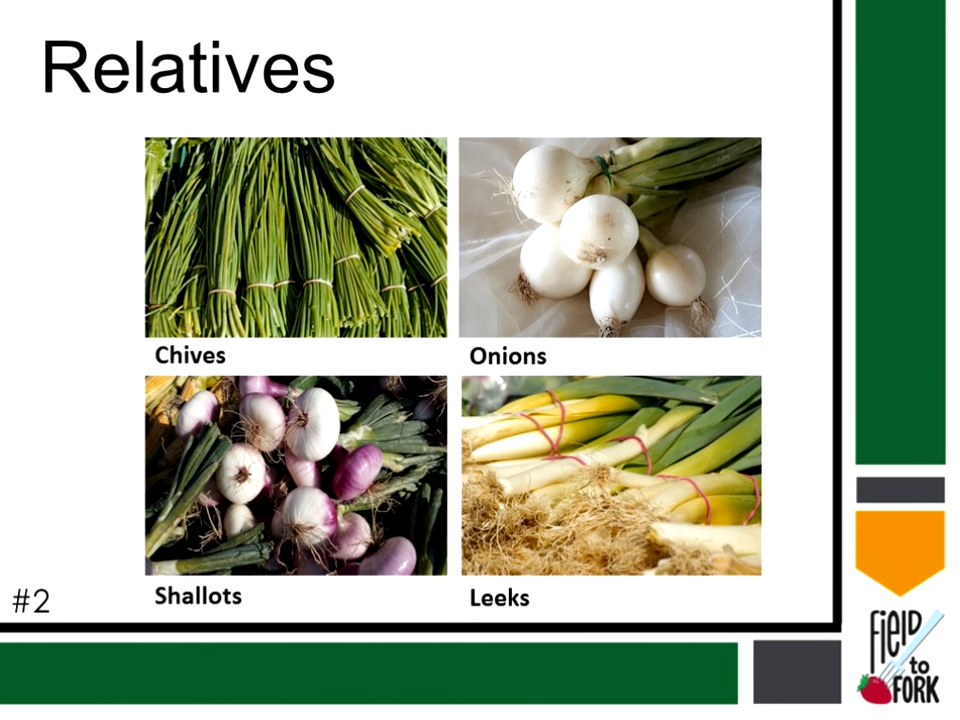 Relatives
Chives
Onions
Shallots
Leeks
#2
FIELD
to
FORK